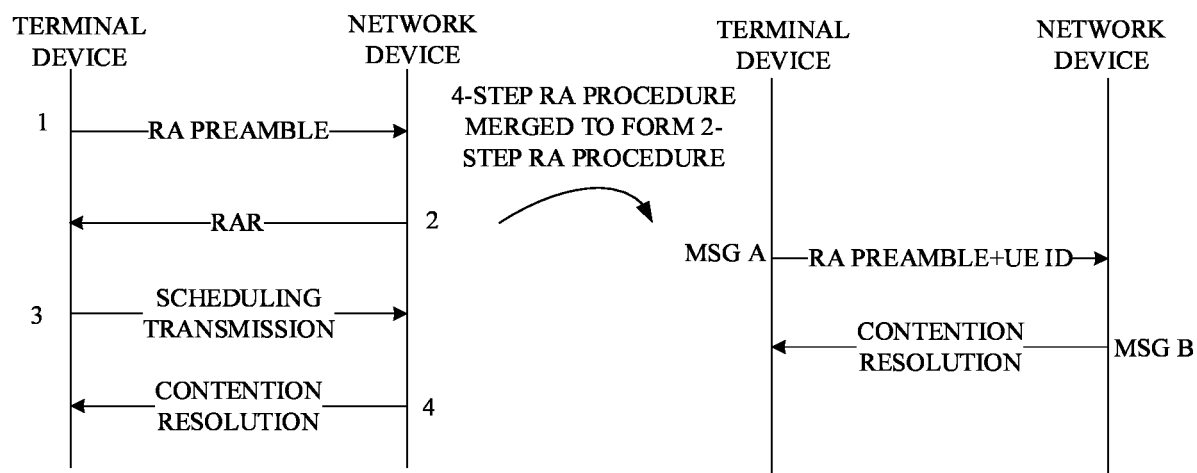 TERMINAL
DEVICE
NETWORK
DEVICE
1
RA PREAMBLE
RAR
2
3
SCHEDULING
TRANSMISSION
CONTENTION
RESOLUTION
4
4-STEP RA PROCEDURE
MERGED TO FORM 2-
STEP RA PROCEDURE
TERMINAL
DEVICE
NETWORK
DEVICE
MSG A
RA PREAMBLE+UE ID
CONTENTION
RESOLUTION
MSG B